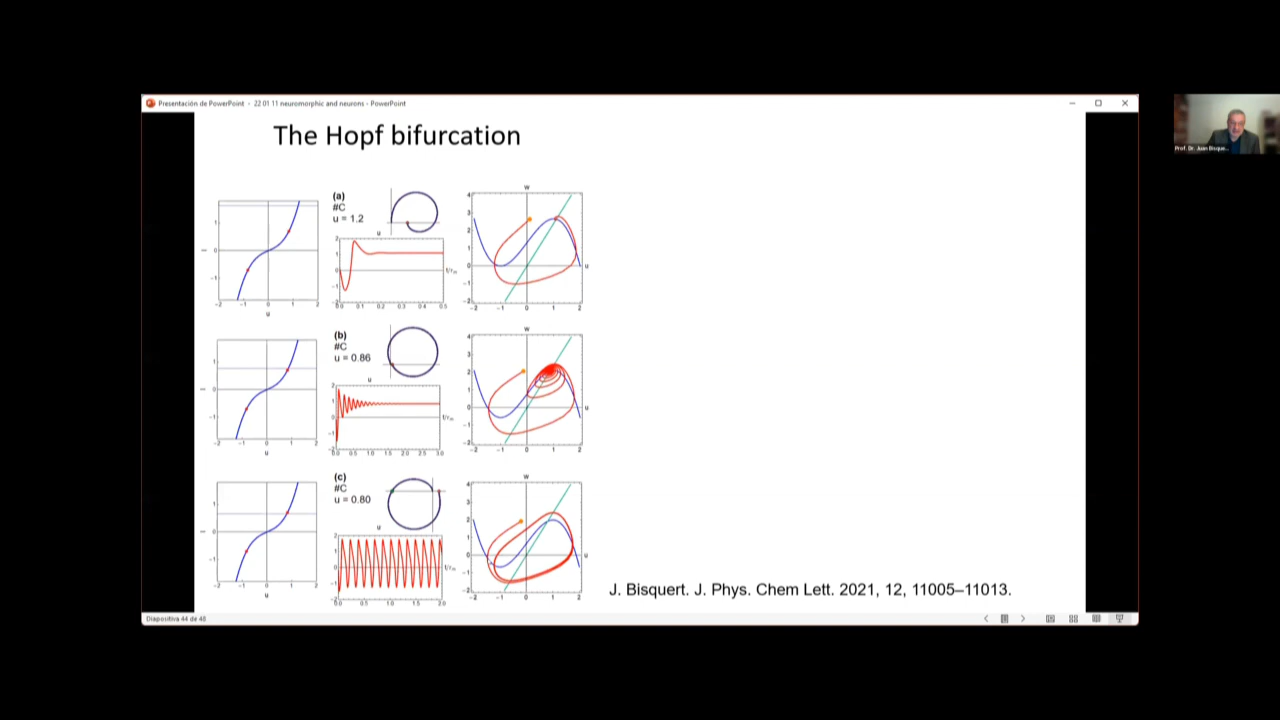 Presentación de PowerPoint - 22 01 11 neuromorphic and neurons - PowerPoint
The Hopf bifurcation
Prof. Dr. Juan Bisque...
(a)
#C
u = 1.2
(b)
#C
u = 0.86
(c)
#C
u = 0.80
J. Bisquert. J. Phys. Chem Lett. 2021, 12, 11005–11013.
Diapositiva 44 de 48